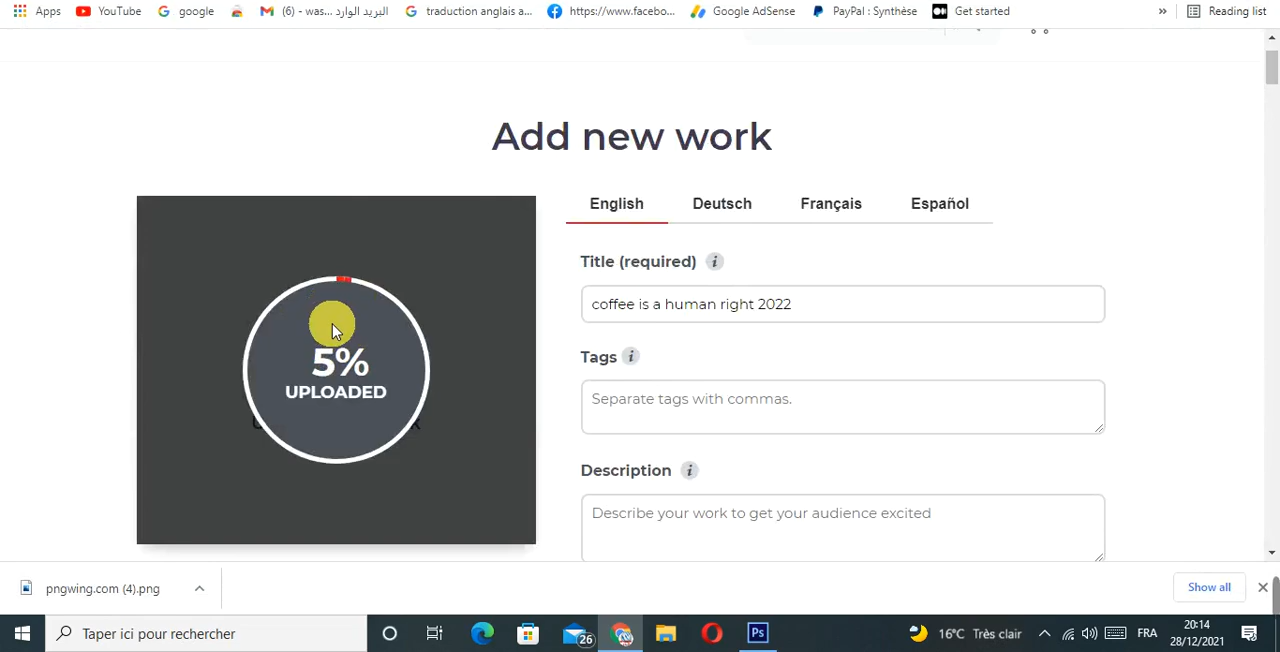 Apps YouTube google (6) - was... البريد الوارد traduction anglais a... https://www.facebo... Google AdSense PayPal : Synthèse Get started » Reading list
Add new work
English Deutsch Français Español
Title (required) i
coffee is a human right 2022
5%
UPLOADED
Tags i
Separate tags with commas.
Description i
Describe your work to get your audience excited
pngwing.com (4).png
Show all
Taper ici pour rechercher
26
Ps
16°C Très clair
FRA
20:14
28/12/2021